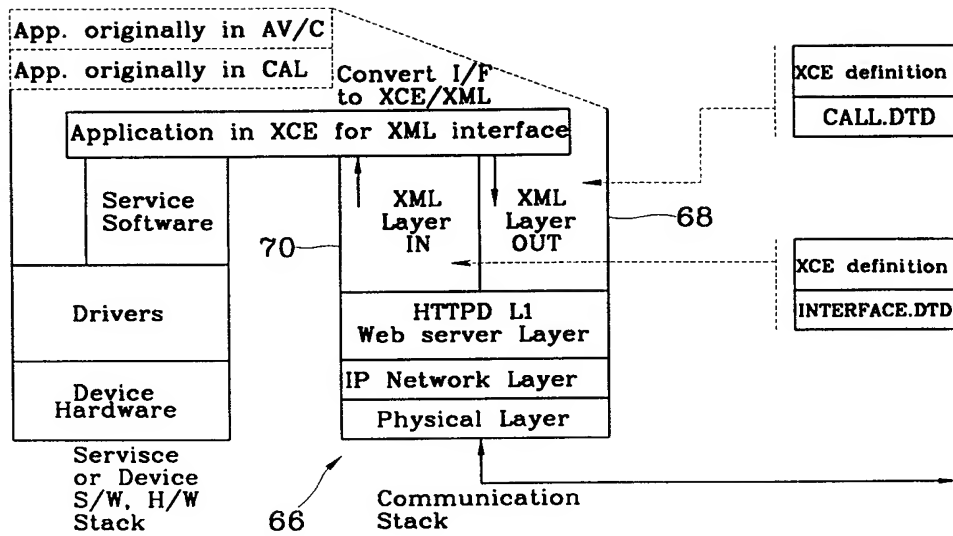 App. originally in AV/C
App. originally in CAL
Convert I/F
to XCE/XML
Application in XCE for XML interface
XCE definition
CALL.DTD
Service
Software
XML
Layer
IN
XML
Layer
OUT
68
70
XCE definition
INTERFACE.DTD
Drivers
HTTPD L1
Web server Layer
IP Network Layer
Device
Hardware
Physical Layer
Servisce
or Device
S/W, H/W
Stack
66
Communication
Stack